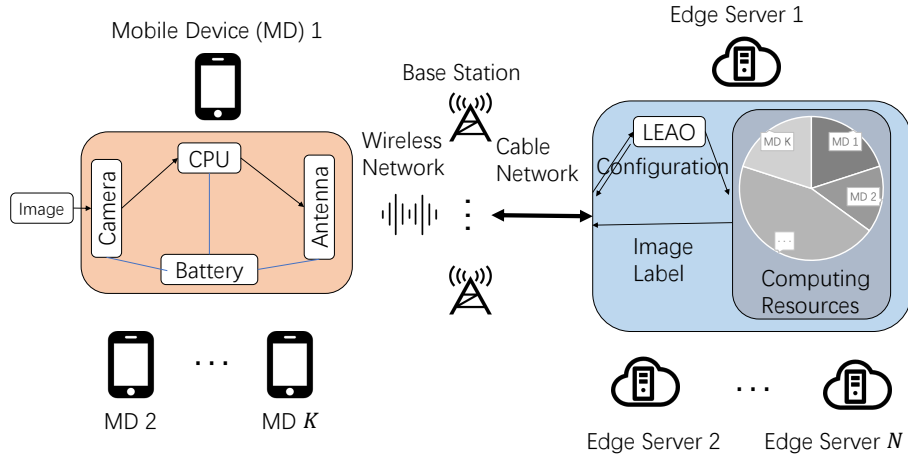 Mobile Device (MD) 1
Edge Server 1
Base Station
Wireless
Network
Cable
Network
Image
Camera
CPU
Antenna
Battery
LEAO
Configuration
Image
Label
MD K
MD 1
MD 2
...
Computing
Resources
MD 2
...
MD K
Edge Server 2
...
Edge Server N